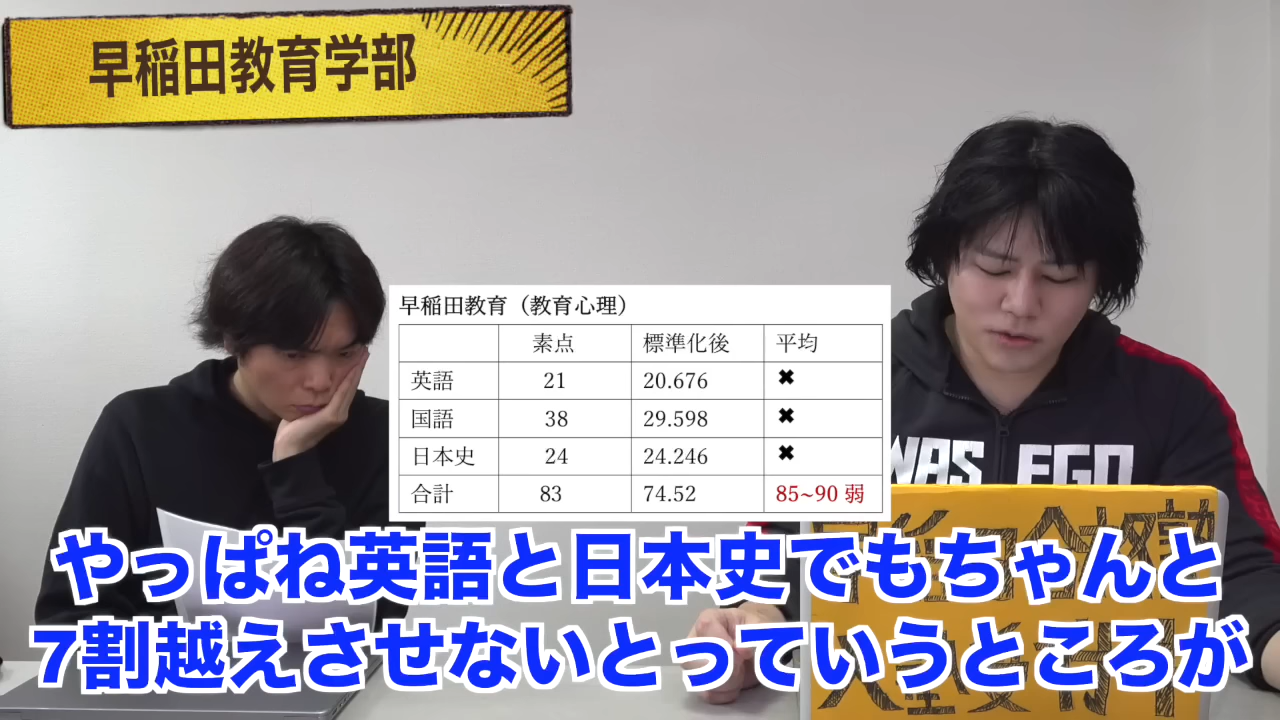 早稲田教育学部
早稲田教育（教育心理）
素点 標準化後 平均
英語 21 20.676 ✖
国語 38 29.598 ✖
日本史 24 24.246 ✖
合計 83 74.52 85~90 弱
WAS EGO
やっぱね英語と日本史でもちゃんと
7割越えさせないとっていうところが